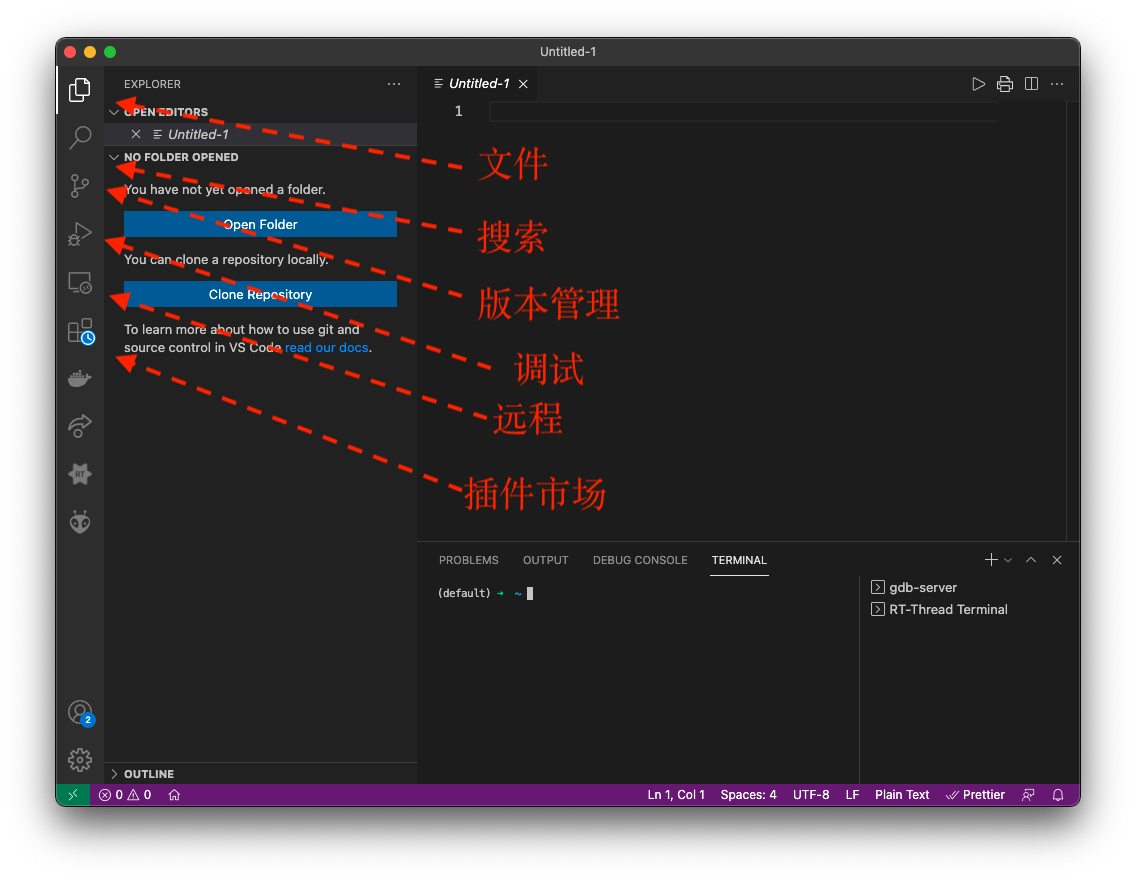 Untitled-1
EXPLORER
Untitled-1
OPEN EDITORS
1
Untitled-1
NO FOLDER OPENED
文件
You have not yet opened a folder.
Open Folder
搜索
You can clone a repository locally.
Clone Repository
版本管理
To learn more about how to use git and
source control in VS Code read our docs.
调试
远程
RT
插件市场
PROBLEMS
OUTPUT
DEBUG CONSOLE
TERMINAL
(default) ➜ ~
gdb-server
RT-Thread Terminal
2
OUTLINE
0 0
Ln 1, Col 1
Spaces: 4
UTF-8
LF
Plain Text
Prettier